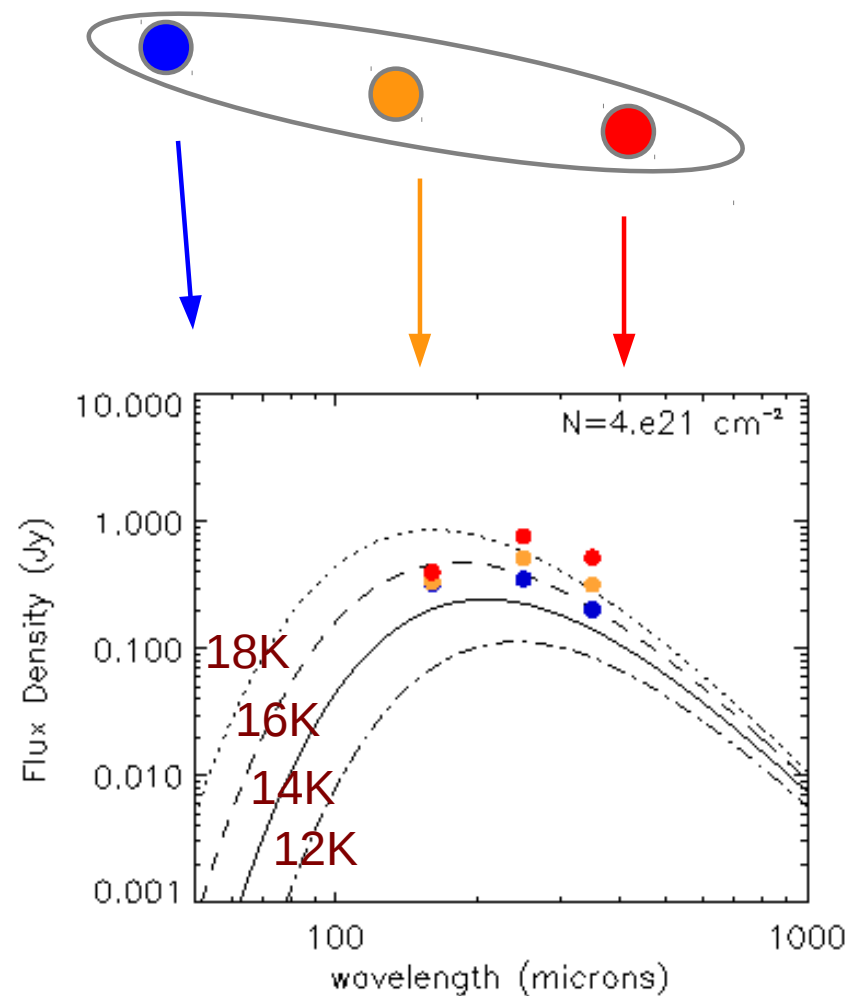 10.000
N=4.e21 cm⁻²
1.000
0.100
0.010
0.001
Flux Density (Jy)
18K
16K
14K
12K
100
1000
wavelength (microns)